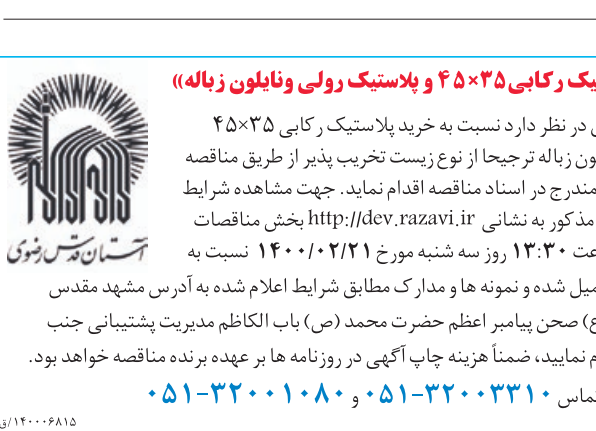 یک رکابی ۳۵×۴۵ و پلاستیک رولی ونایلون زباله»
ی در نظر دارد نسبت به خرید پلاستیک رکابی ۳۵×۴۵
ون زباله ترجیحا از نوع زیست تخریب پذیر از طریق مناقصه
مندرج در اسناد مناقصه اقدام نماید. جهت مشاهده شرایط
مذکور به نشانی http://dev.razavi.ir بخش مناقصات
عت ۱۳:۳۰ روز سه شنبه مورخ ۱۴۰۰/۰۲/۲۱ نسبت به
میل شده و نمونه ها و مدارک مطابق شرایط اعلام شده به آدرس مشهد مقدس
ع) صحن پیامبر اعظم حضرت محمد (ص) باب الکاظم مدیریت پشتیبانی جنب
م نمایید، ضمناً هزینه چاپ آگهی در روزنامه ها بر عهده برنده مناقصه خواهد بود.
تماس ۰۵۱-۳۲۰۰۳۳۱۰ و ۰۵۱-۳۲۰۰۱۰۸۰
۱۴۰۰۰۶۸۱۵/ق
آستان قدس رضوی